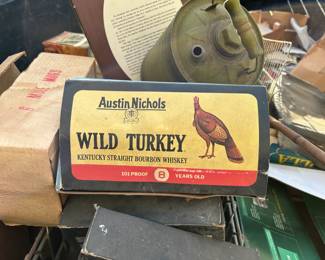 Austin Nichols
WILD TURKEY
KENTUCKY STRAIGHT BOURBON WHISKEY
101 PROOF 8 YEARS OLD